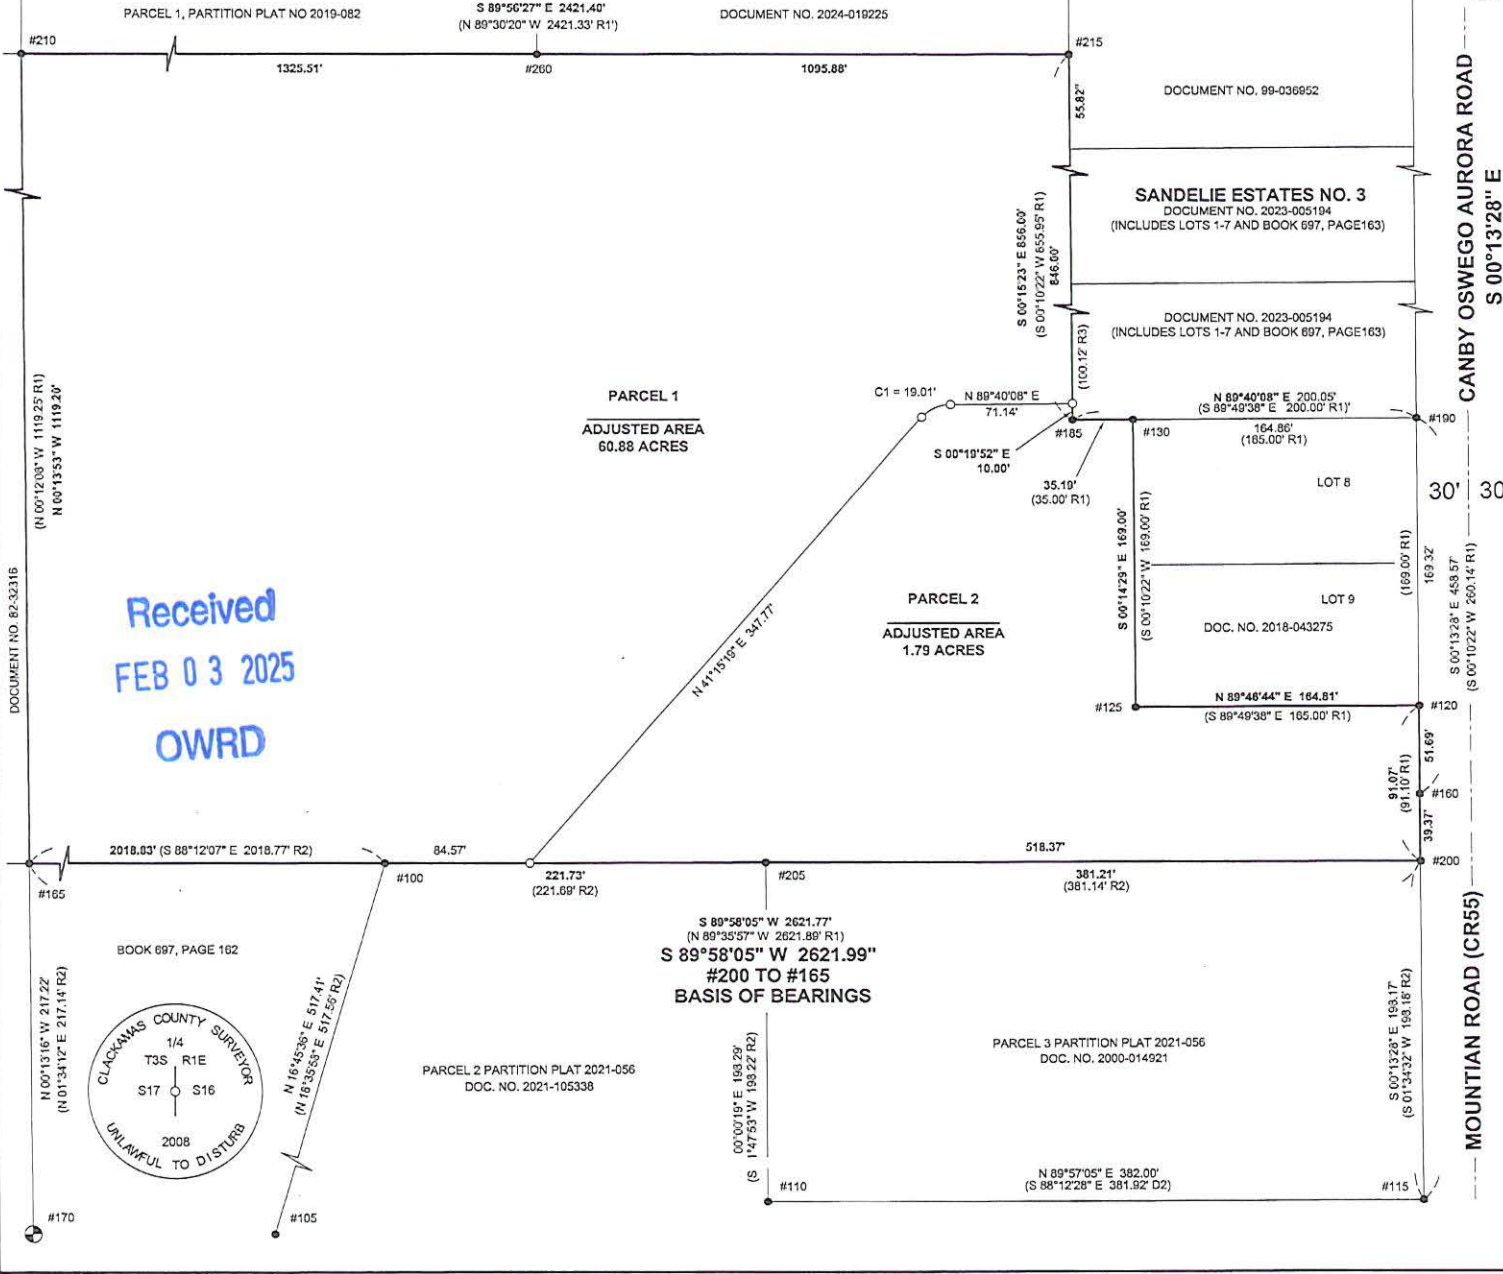 PARCEL 1, PARTITION PLAT NO 2019-082
S 89°56'27" E 2421.40'
(N 89°30'20" W 2421.33' R1')
DOCUMENT NO. 2024-019225
#210
1325.51'
#260
1095.88'
#215
55.82"
DOCUMENT NO. 99-036952
SANDELIE ESTATES NO. 3
DOCUMENT NO. 2023-005194
(INCLUDES LOTS 1-7 AND BOOK 697, PAGE163)
S 00°15'23" E 856.00'
(S 00°10'22" W 855.95' R1)
846.00'
DOCUMENT NO. 2023-005194
(INCLUDES LOTS 1-7 AND BOOK 697, PAGE163)
(100.12' R3)
CANBY OSWEGO AURORA ROAD
S 00°13'28" E
(N 00°12'08" W 1119.25' R1)
N 00°13'53" W 1119.20'
PARCEL 1
ADJUSTED AREA
60.88 ACRES
C1 = 19.01'
N 89°40'08" E
71.14'
N 89°40'08" E 200.05'
(S 89°49'38" E 200.00' R1)'
#185
#130
164.86'
(165.00' R1)
#190
S 00°19'52" E
10.00'
35.19'
(35.00' R1)
LOT 8
30'
30
S 00°14'29" E 169.00'
(S 00°10'22" W 169.00' R1)
(169.00' R1)
169.32'
S 00°13'28" E 458.57'
(S 00°10'22" W 260.14' R1)
DOCUMENT NO. 82-32316
Received
FEB 03 2025
OWRD
N 41°15'19" E 347.77'
PARCEL 2
ADJUSTED AREA
1.79 ACRES
LOT 9
DOC. NO. 2018-043275
N 89°46'44" E 164.81'
(S 89°49'38" E 165.00' R1)
#125
#120
51.69'
91.07'
(91.10' R1)
#160
39.37'
2018.83' (S 88°12'07" E 2018.77' R2)
84.57'
518.37'
#165
#100
221.73'
(221.69' R2)
#205
381.21'
(381.14' R2)
#200
S 89°58'05" W 2621.77'
(N 89°35'57" W 2621.89' R1)
S 89°58'05" W 2621.99"
#200 TO #165
BASIS OF BEARINGS
BOOK 697, PAGE 162
N 00°13'16" W 217.22'
(N 01°34'12" E 217.14' R2)
CLACKAMAS COUNTY SURVEYOR
1/4
T3S R1E
S17 S16
2008
UNLAWFUL TO DISTURB
N 16°45'36" E 517.41'
(N 18°35'53" E 517.56' R2)
PARCEL 2 PARTITION PLAT 2021-056
DOC. NO. 2021-105338
00°00'19" E 198.29'
(S 1°47'53" W 198.22' R2)
PARCEL 3 PARTITION PLAT 2021-056
DOC. NO. 2000-014921
S 00°13'28" E 198.17'
(S 01°34'32" W 198.16' R2)
MOUNTIAN ROAD (CR55)
#170
#105
#110
N 89°57'05" E 382.00'
(S 88°12'28" E 381.92' D2)
#115